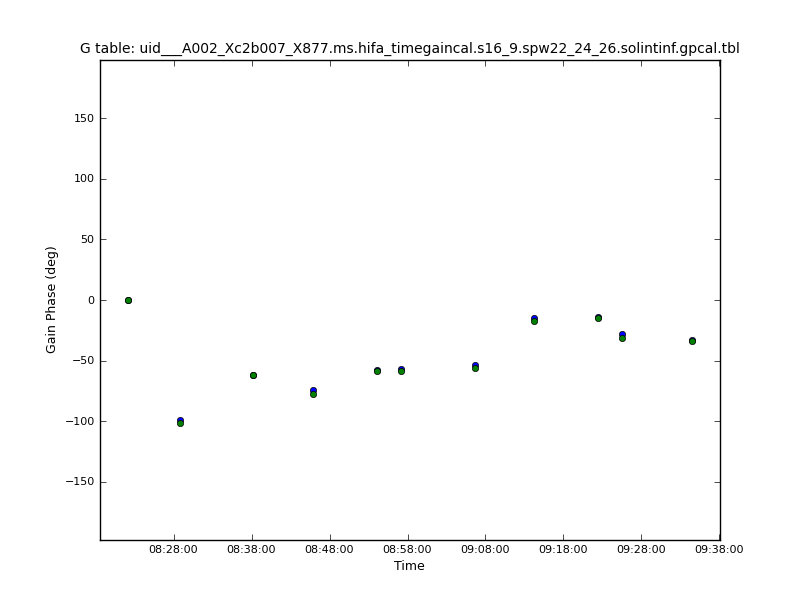 G table: uid___A002_Xc2b007_X877.ms.hifa_timegaincal.s16_9.spw22_24_26.solintinf.gpcal.tbl
150
100
50
0
−50
−100
−150
Gain Phase (deg)
08:28:00 08:38:00 08:48:00 08:58:00 09:08:00 09:18:00 09:28:00 09:38:00
Time